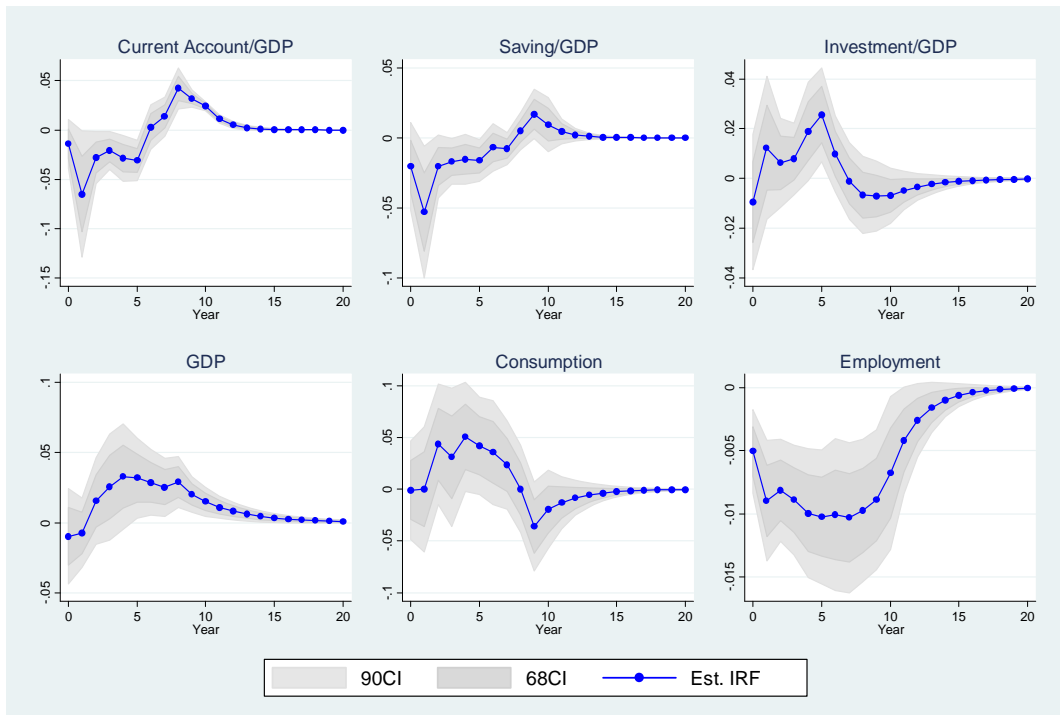 Current Account/GDP
.05
0
-.05
-.1
-.15
0 5 10 15 20
Year
Saving/GDP
.05
0
-.05
-.1
0 5 10 15 20
Year
Investment/GDP
.04
.02
0
-.02
-.04
0 5 10 15 20
Year
GDP
.1
.05
0
-.05
0 5 10 15 20
Year
Consumption
.1
.05
0
-.05
-.1
0 5 10 15 20
Year
Employment
0
-.005
-.01
-.015
0 5 10 15 20
Year
90CI 68CI Est. IRF